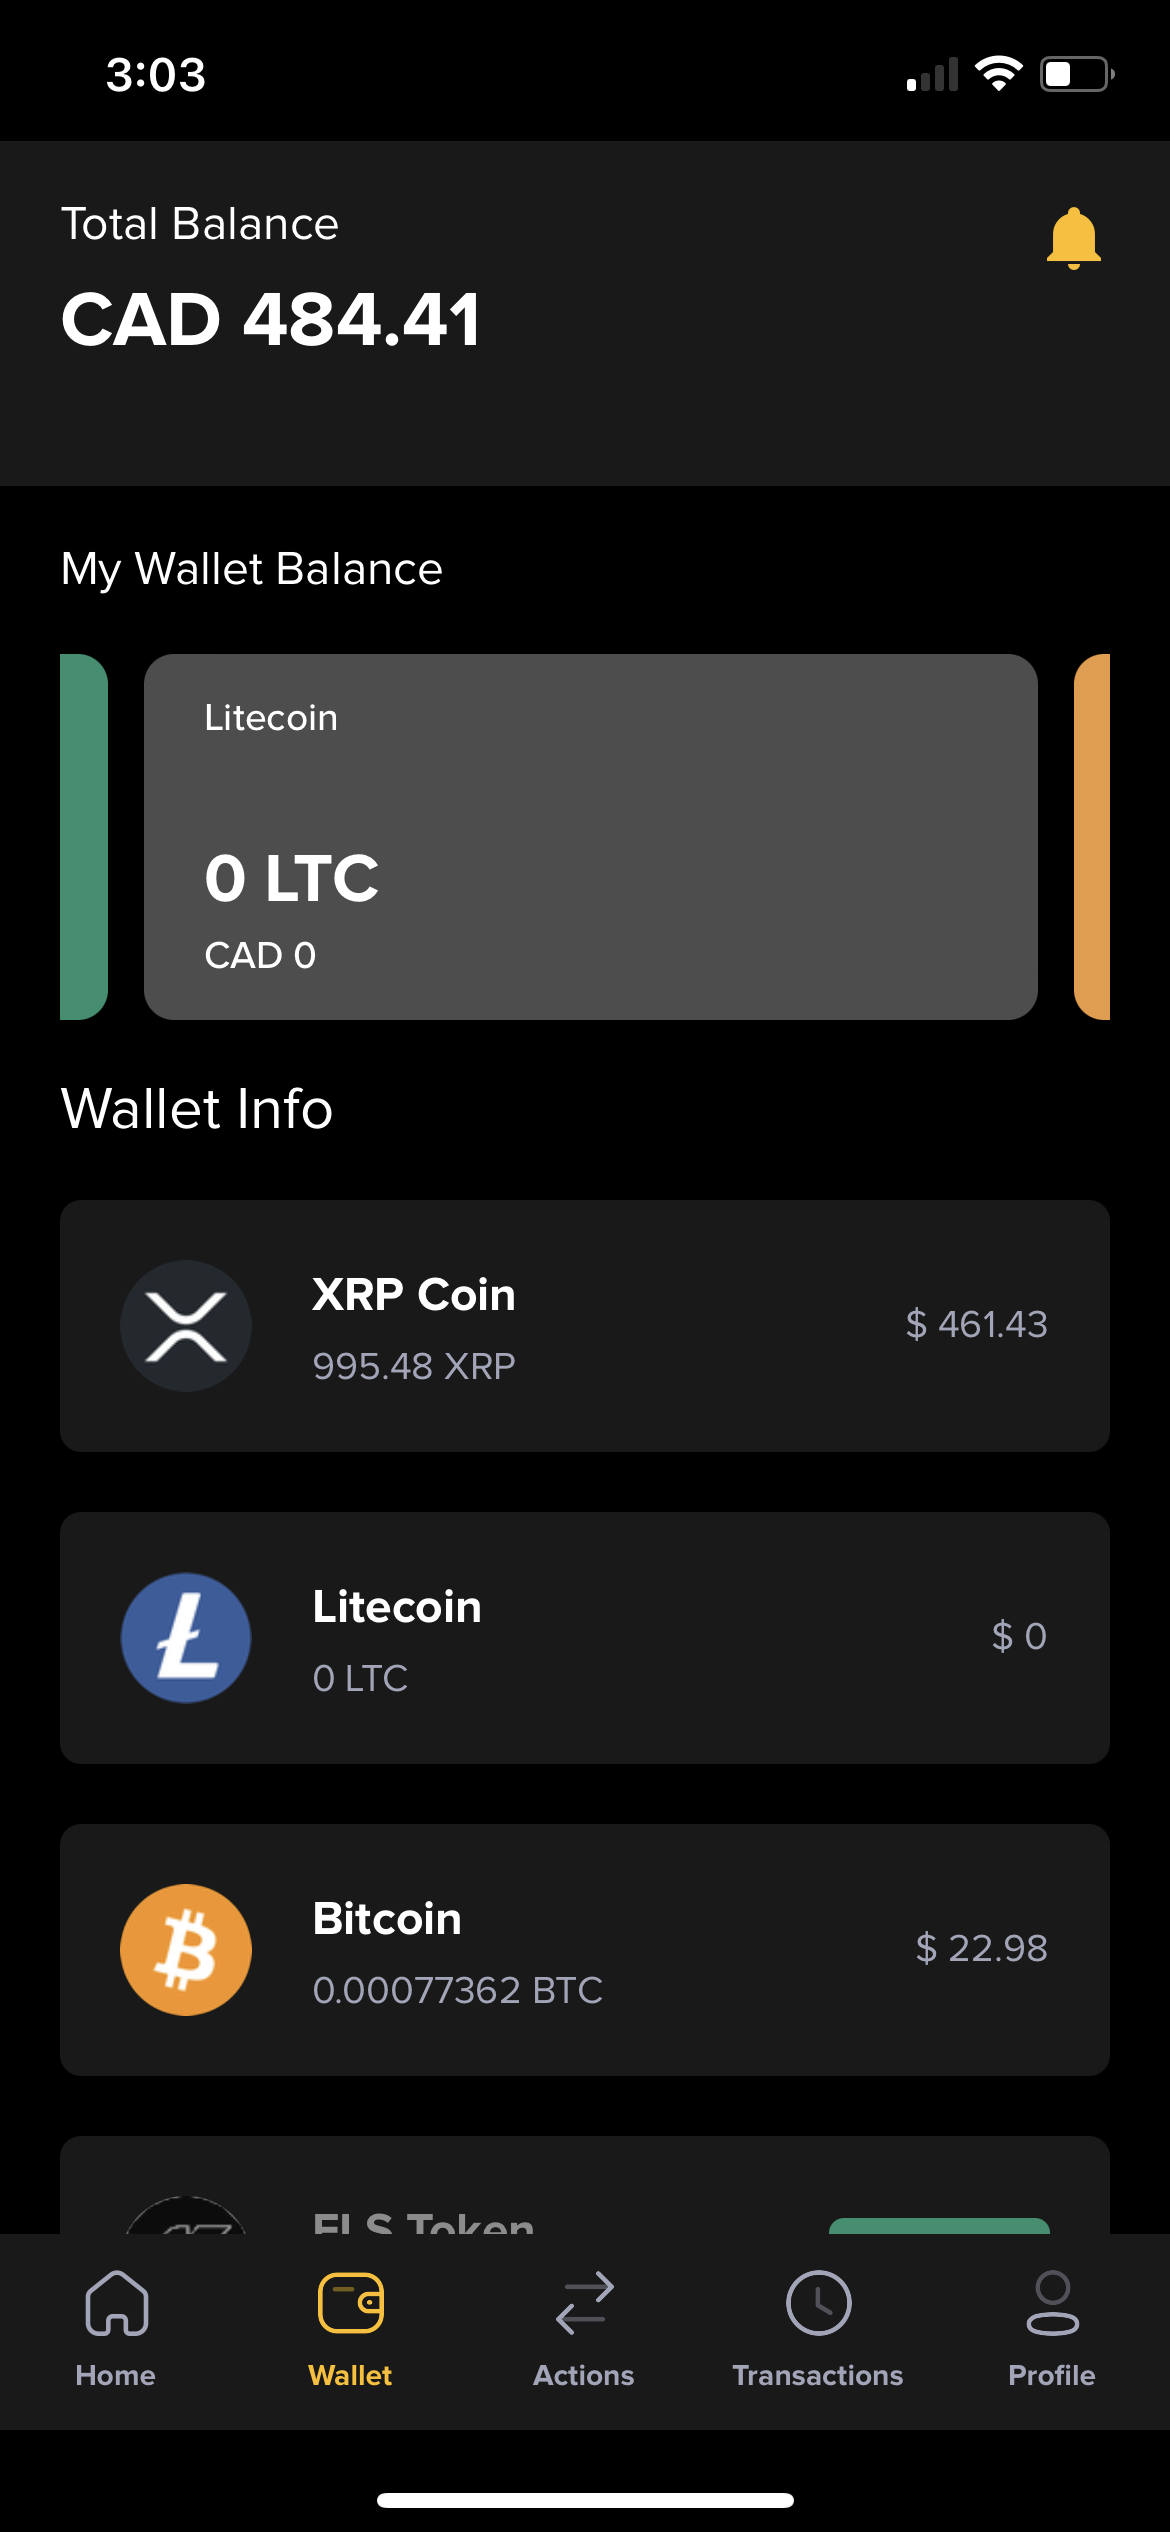 3:03
Total Balance
CAD 484.41
My Wallet Balance
Litecoin
0 LTC
CAD 0
Wallet Info
XRP Coin
995.48 XRP
$ 461.43
Litecoin
0 LTC
$ 0
Bitcoin
0.00077362 BTC
$ 22.98
ELS Token
Home
Wallet
Actions
Transactions
Profile